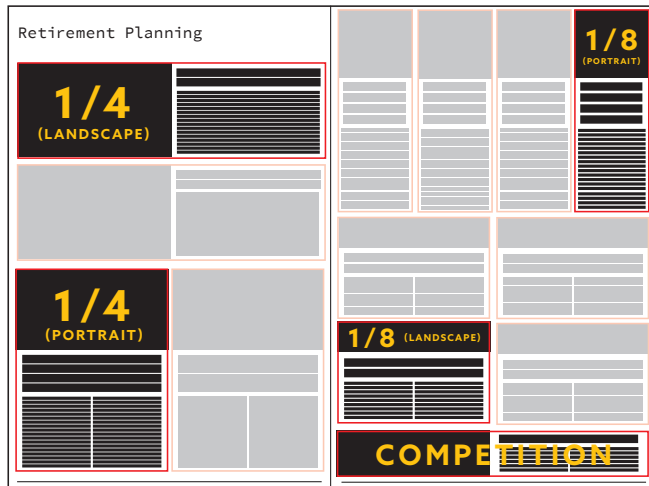 Retirement Planning
1/4
(LANDSCAPE)
1/4
(PORTRAIT)
1/8
(PORTRAIT)
1/8 (LANDSCAPE)
COMPETITION